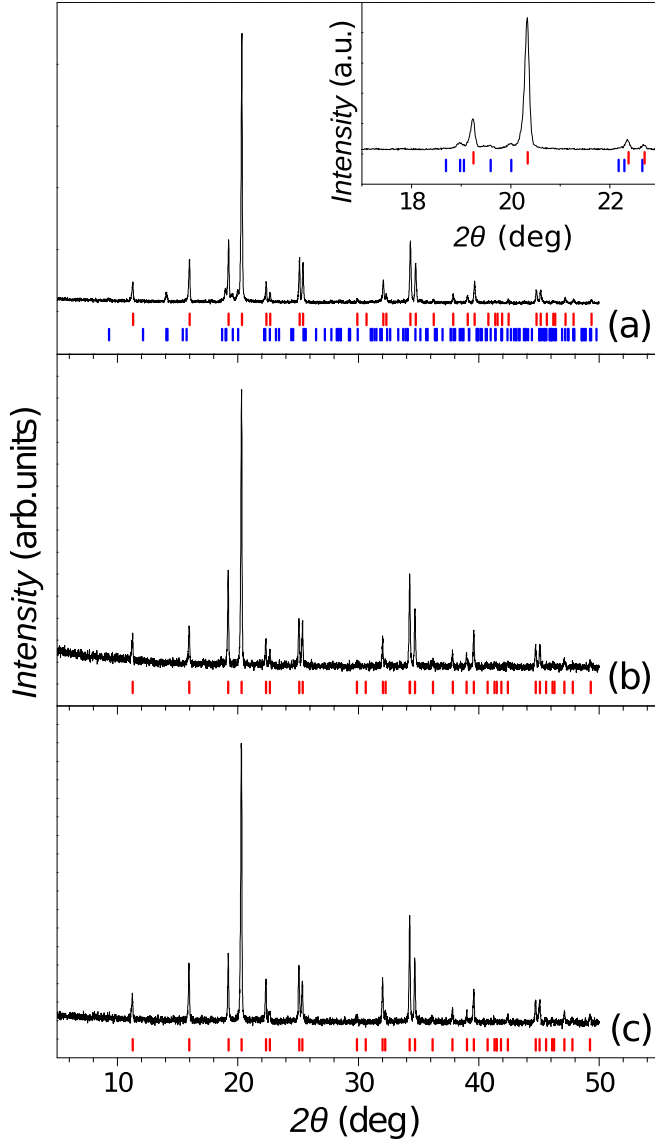 Intensity (a.u.)
18 20 22
2θ (deg)
(a)
Intensity (arb.units)
(b)
(c)
10 20 30 40 50
2θ (deg)